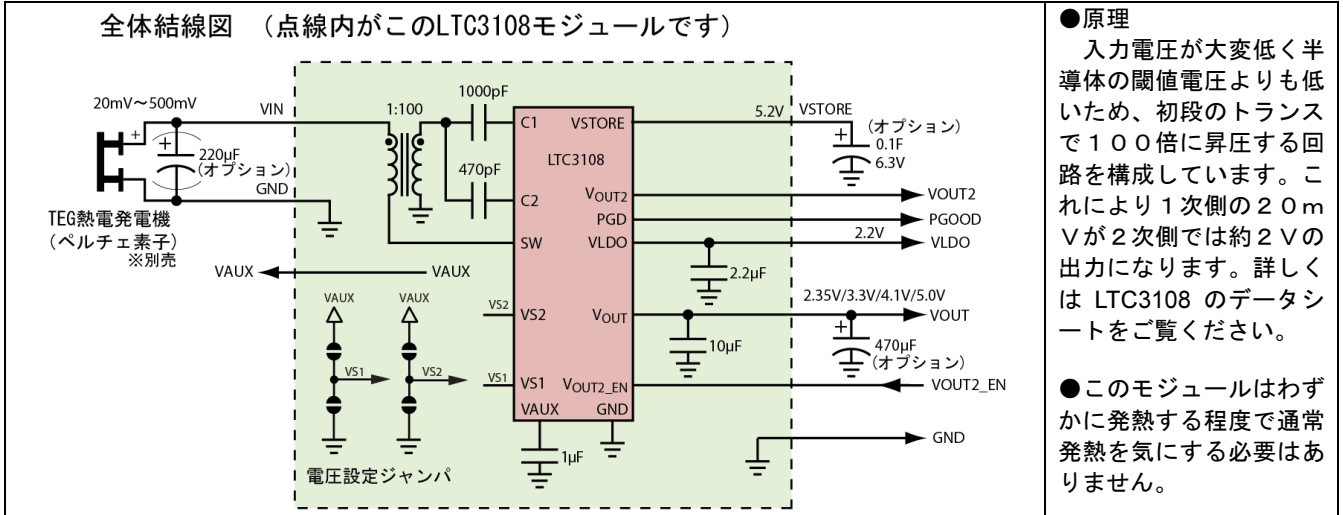 全体結線図　（点線内がこのLTC3108モジュールです）
20mV～500mV
VIN
+
+
220µF
(オプション)
GND
TEG熱電発電機
（ペルチェ素子）
※別売
1:100
1000pF
470pF
C1
VSTORE
LTC3108
C2
VOUT2
PGD
SW
VLDO
VS2
VS2
VOUT
VS1
VS1
VOUT2_EN
VAUX
GND
VAUX
VAUX
VAUX
VAUX
VS1
VS2
電圧設定ジャンパ
1µF
5.2V
VSTORE
+
(オプション)
0.1F
6.3V
VOUT2
PGOOD
2.2V
VLDO
2.2µF
2.35V/3.3V/4.1V/5.0V
VOUT
10µF
+
470µF
(オプション)
VOUT2_EN
GND
●原理
　入力電圧が大変低く半
導体の閾値電圧よりも低
いため、初段のトランス
で１００倍に昇圧する回
路を構成しています。こ
れにより１次側の２０ｍ
Ｖが２次側では約２Ｖの
出力になります。詳しく
は LTC3108 のデータシ
ートをご覧ください。
●このモジュールはわず
かに発熱する程度で通常
発熱を気にする必要はあ
りません。